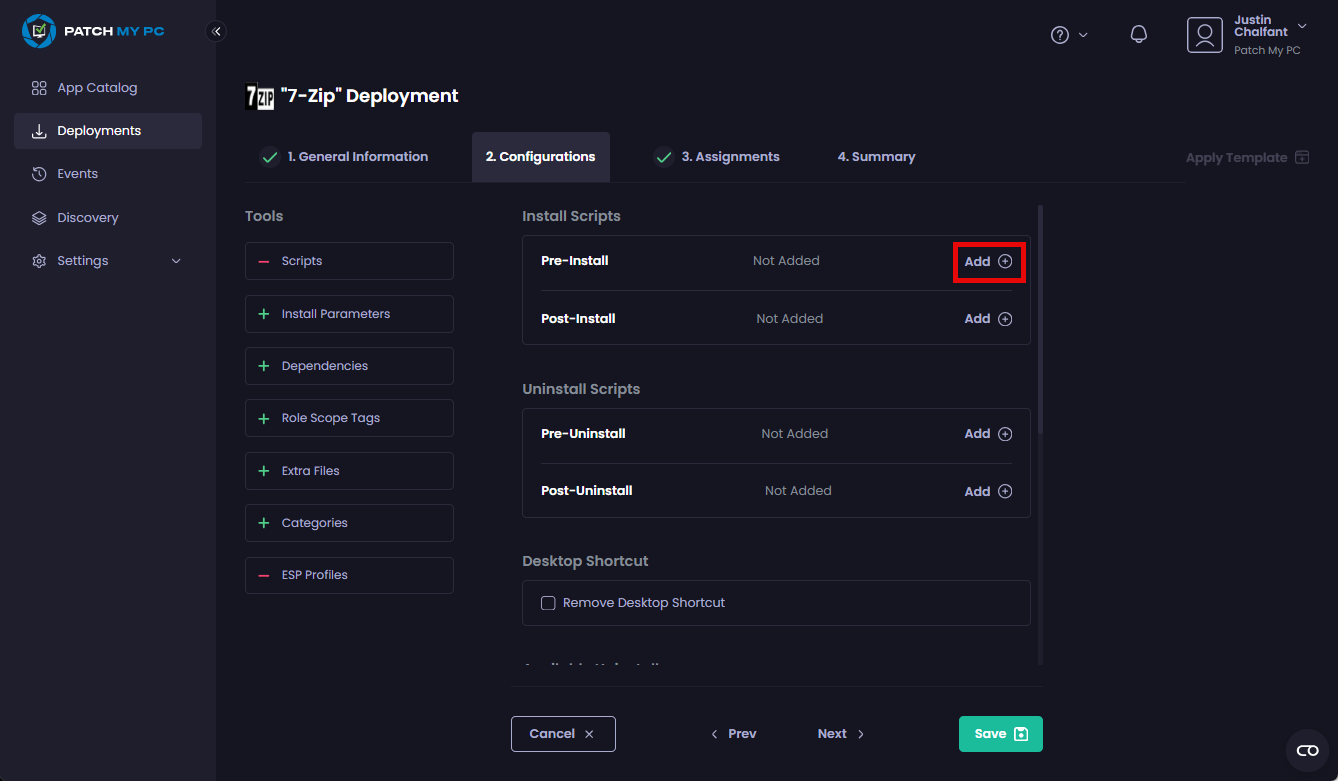 PATCH MY PC
Justin
Chalfant
Patch My PC
App Catalog
Deployments
Events
Discovery
Settings
7ZIP "7-Zip" Deployment
1. General Information
2. Configurations
3. Assignments
4. Summary
Apply Template
Tools
Scripts
Install Parameters
Dependencies
Role Scope Tags
Extra Files
Categories
ESP Profiles
Install Scripts
Pre-Install Not Added Add
Post-Install Not Added Add
Uninstall Scripts
Pre-Uninstall Not Added Add
Post-Uninstall Not Added Add
Desktop Shortcut
Remove Desktop Shortcut
Cancel
Prev
Next
Save